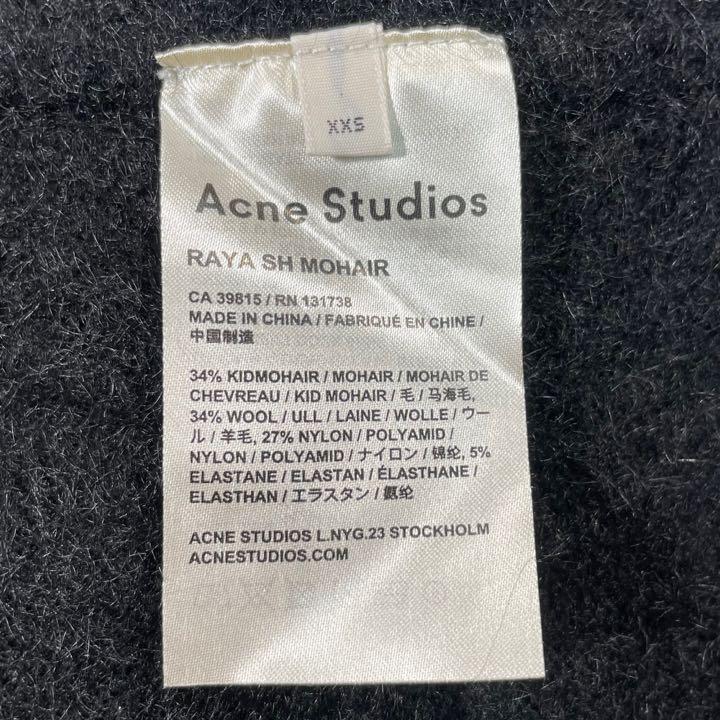 XXS
Acne Studios
RAYA SH MOHAIR
CA 39815 / RN 131738
MADE IN CHINA / FABRIQUÉ EN CHINE /
中国制造
34% KIDMOHAIR / MOHAIR / MOHAIR DE
CHEVREAU / KID MOHAIR / 毛 / 马海毛,
34% WOOL / ULL / LAINE / WOLLE / ウー
ル / 羊毛, 27% NYLON / POLYAMID /
NYLON / POLYAMID / ナイロン / 锦纶, 5%
ELASTANE / ELASTAN / ÉLASTHANE /
ELASTHAN / エラスタン / 氨纶
ACNE STUDIOS L.NYG.23 STOCKHOLM
ACNESTUDIOS.COM